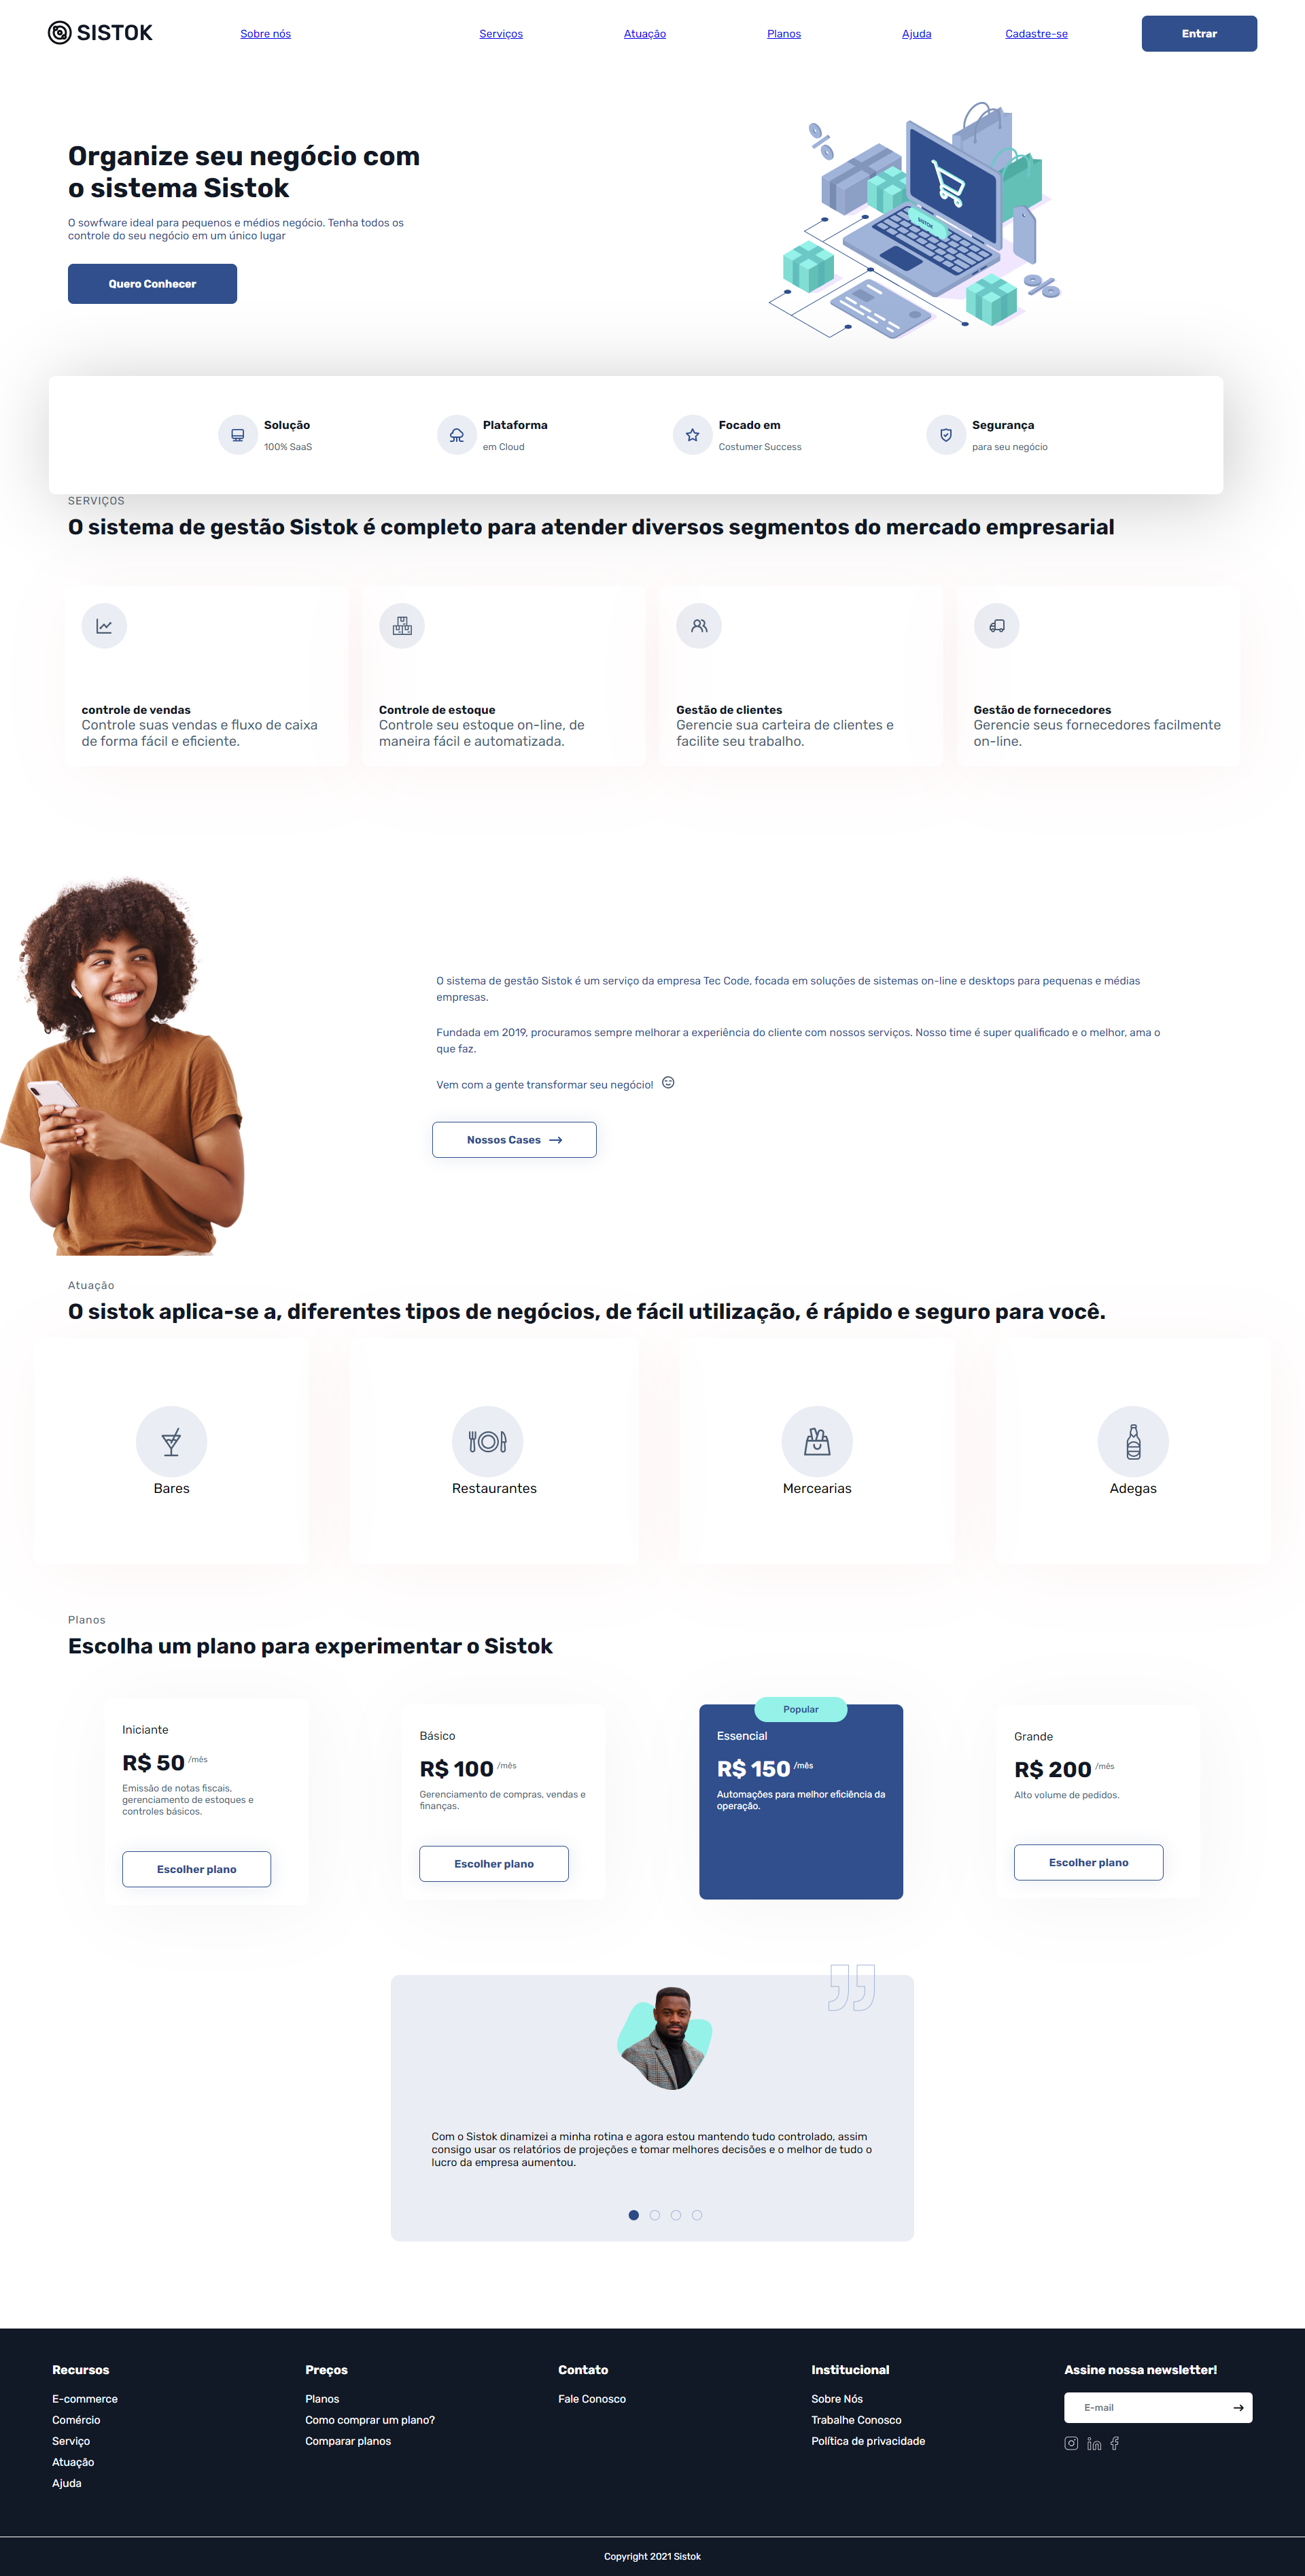 SISTOK
Sobre nós
Serviços
Atuação
Planos
Ajuda
Cadastre-se
Entrar
Organize seu negócio com
o sistema Sistok
O sowfware ideal para pequenos e médios negócio. Tenha todos os
controle do seu negócio em um único lugar
Quero Conhecer
SISTOK
Solução
100% SaaS
Plataforma
em Cloud
Focado em
Costumer Success
Segurança
para seu negócio
SERVIÇOS
O sistema de gestão Sistok é completo para atender diversos segmentos do mercado empresarial
controle de vendas
Controle suas vendas e fluxo de caixa
de forma fácil e eficiente.
Controle de estoque
Controle seu estoque on-line, de
maneira fácil e automatizada.
Gestão de clientes
Gerencie sua carteira de clientes e
facilite seu trabalho.
Gestão de fornecedores
Gerencie seus fornecedores facilmente
on-line.
O sistema de gestão Sistok é um serviço da empresa Tec Code, focada em soluções de sistemas on-line e desktops para pequenas e médias
empresas.
Fundada em 2019, procuramos sempre melhorar a experiência do cliente com nossos serviços. Nosso time é super qualificado e o melhor, ama o
que faz.
Vem com a gente transformar seu negócio!
Nossos Cases
Atuação
O sistok aplica-se a, diferentes tipos de negócios, de fácil utilização, é rápido e seguro para você.
Bares
Restaurantes
Mercearias
Adegas
Planos
Escolha um plano para experimentar o Sistok
Iniciante
R$ 50 /mês
Emissão de notas fiscais,
gerenciamento de estoques e
controles básicos.
Escolher plano
Básico
R$ 100 /mês
Gerenciamento de compras, vendas e
finanças.
Escolher plano
Popular
Essencial
R$ 150 /mês
Automações para melhor eficiência da
operação.
Grande
R$ 200 /mês
Alto volume de pedidos.
Escolher plano
Com o Sistok dinamizei a minha rotina e agora estou mantendo tudo controlado, assim
consigo usar os relatórios de projeções e tomar melhores decisões e o melhor de tudo o
lucro da empresa aumentou.
Recursos
E-commerce
Comércio
Serviço
Atuação
Ajuda
Preços
Planos
Como comprar um plano?
Comparar planos
Contato
Fale Conosco
Institucional
Sobre Nós
Trabalhe Conosco
Política de privacidade
Assine nossa newsletter!
E-mail
Copyright 2021 Sistok